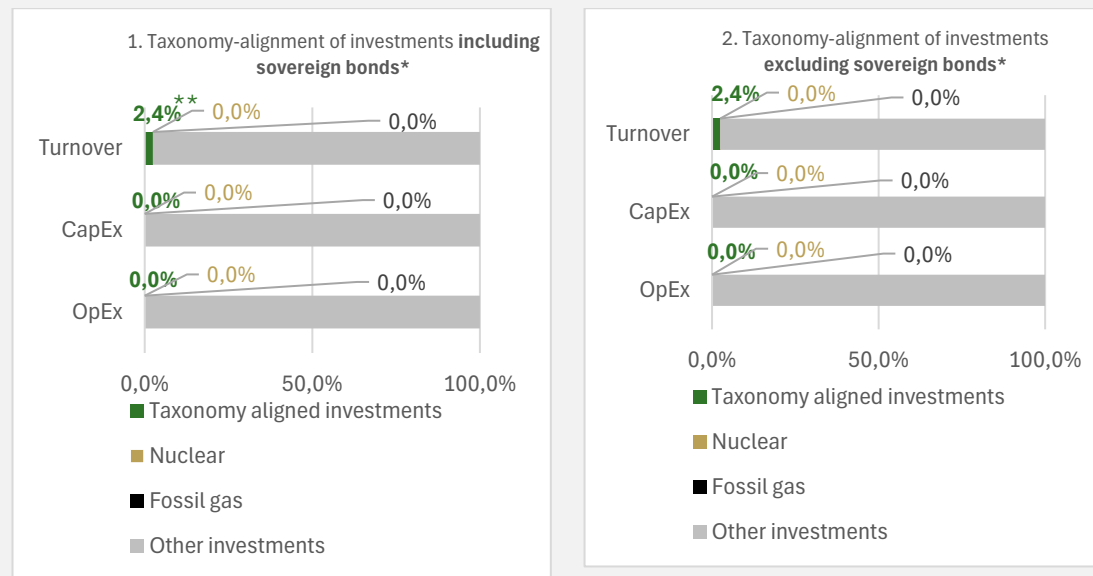 1. Taxonomy-alignment of investments including
sovereign bonds*
2,4%** 0,0% 0,0%
Turnover
0,0% 0,0% 0,0%
CapEx
0,0% 0,0% 0,0%
OpEx
0,0% 50,0% 100,0%
Taxonomy aligned investments
Nuclear
Fossil gas
Other investments
2. Taxonomy-alignment of investments
excluding sovereign bonds*
2,4% 0,0% 0,0%
Turnover
0,0% 0,0% 0,0%
CapEx
0,0% 0,0% 0,0%
OpEx
0,0% 50,0% 100,0%
Taxonomy aligned investments
Nuclear
Fossil gas
Other investments